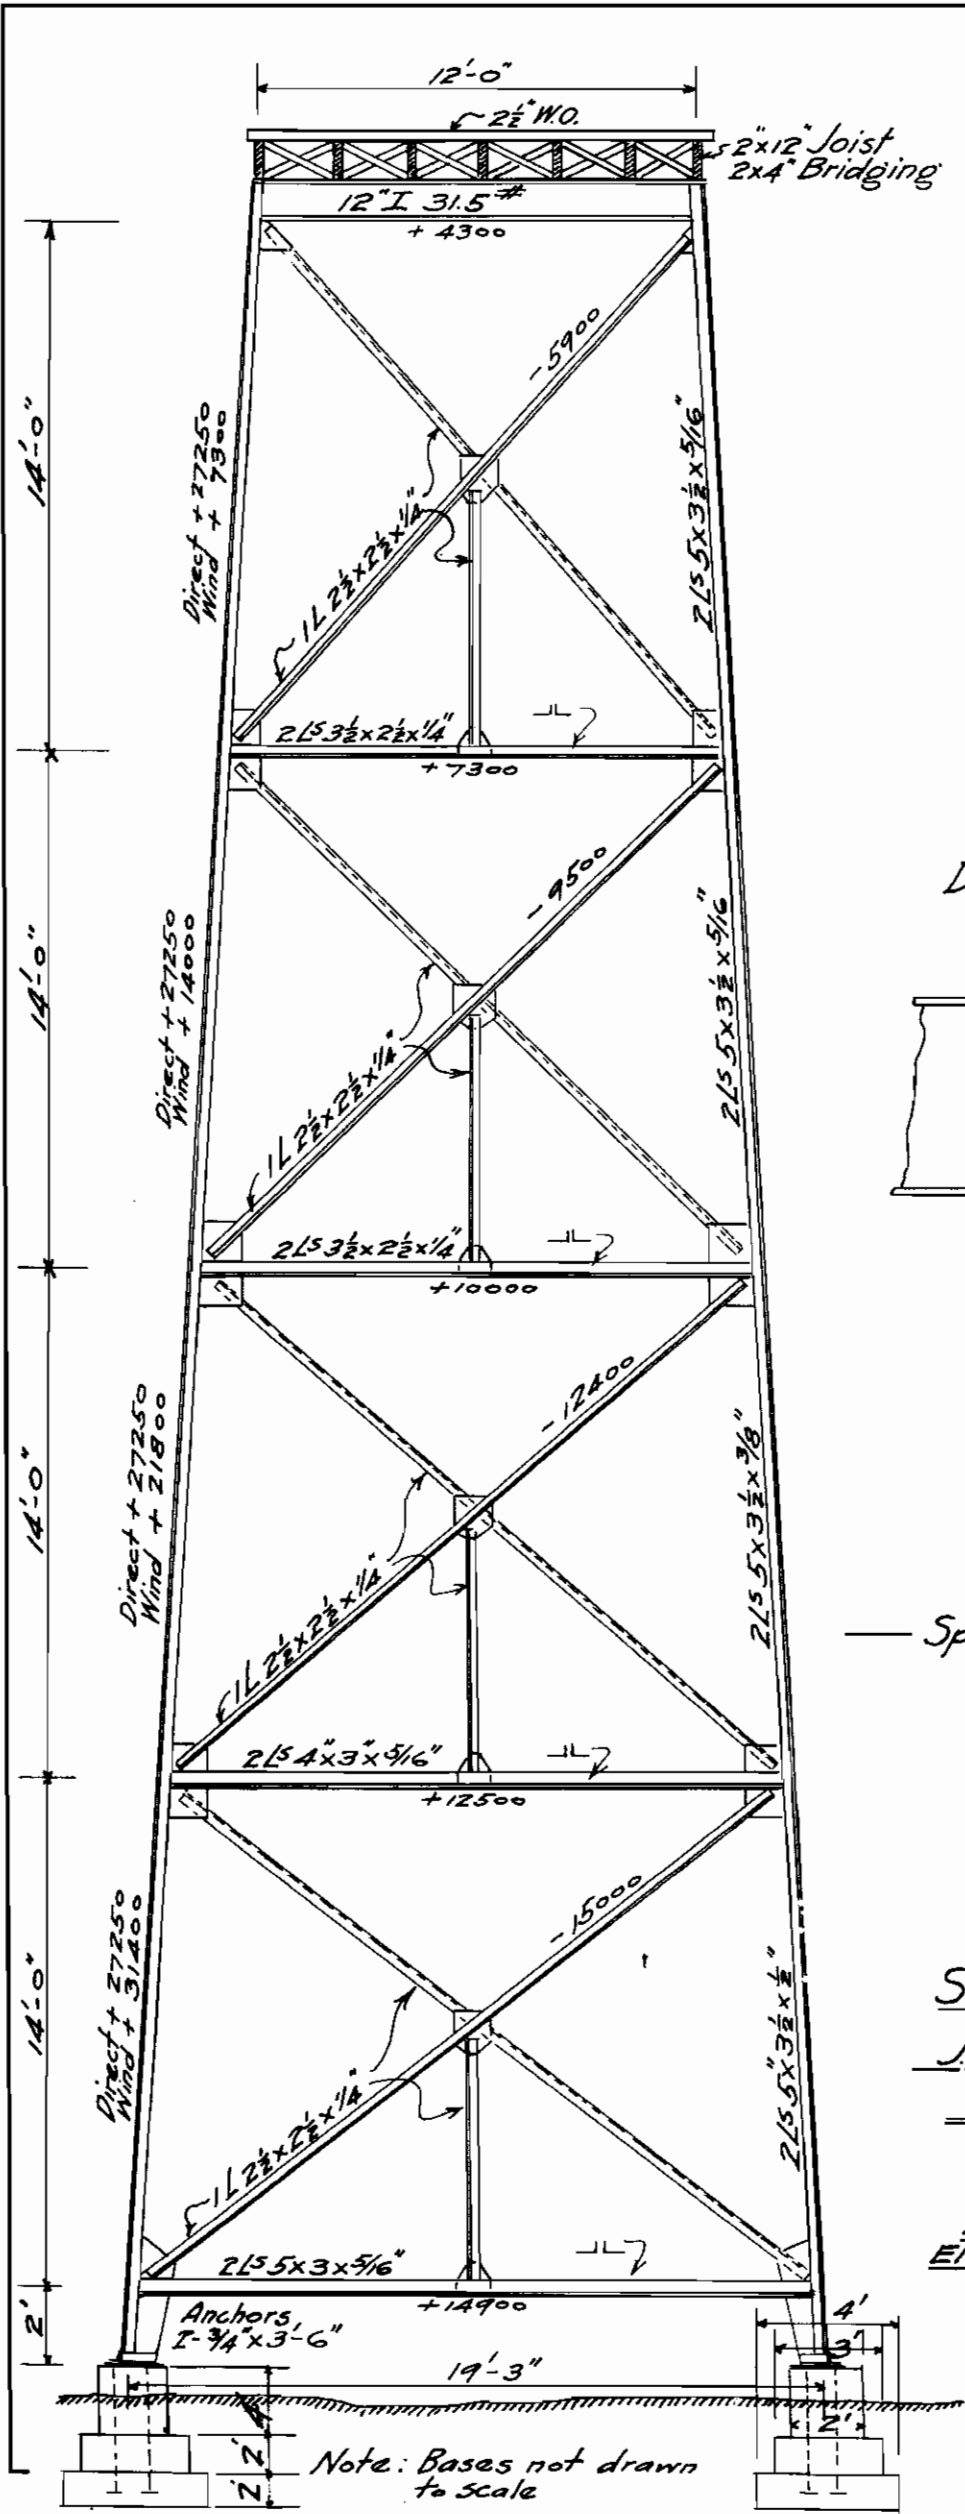 12'-0"
2½" W.O.
2"x12" Joist
2x4" Bridging
12" I 31.5#
+ 4300
14'-0"
- 5900
Direct + 27250
Wind + 7300
1L 2½x2½x¼"
2LS 5x3½x5/16"
2LS 3½x2½x¼"
+ 7300
14'-0"
- 9500
Direct + 27250
Wind + 14000
1L 2½x2½x¼"
2LS 5x3½x5/16"
2LS 3½x2½x¼"
+10000
14'-0"
- 12400
Direct + 27250
Wind + 21800
1L 2½x2½x¼"
2LS 5x3½x3/8"
Sp
2LS 4"x3"x5/16"
+12500
14'-0"
- 15000
Direct + 27250
Wind + 31400
1L 2½x2½x¼"
2LS 5"x3½x½"
S
2LS 5x3x5/16"
+14900
2'
Anchors
I-¾"x3'-6"
4'
3'
19'-3"
2'
4'
2'
2'
Note: Bases not drawn
to scale